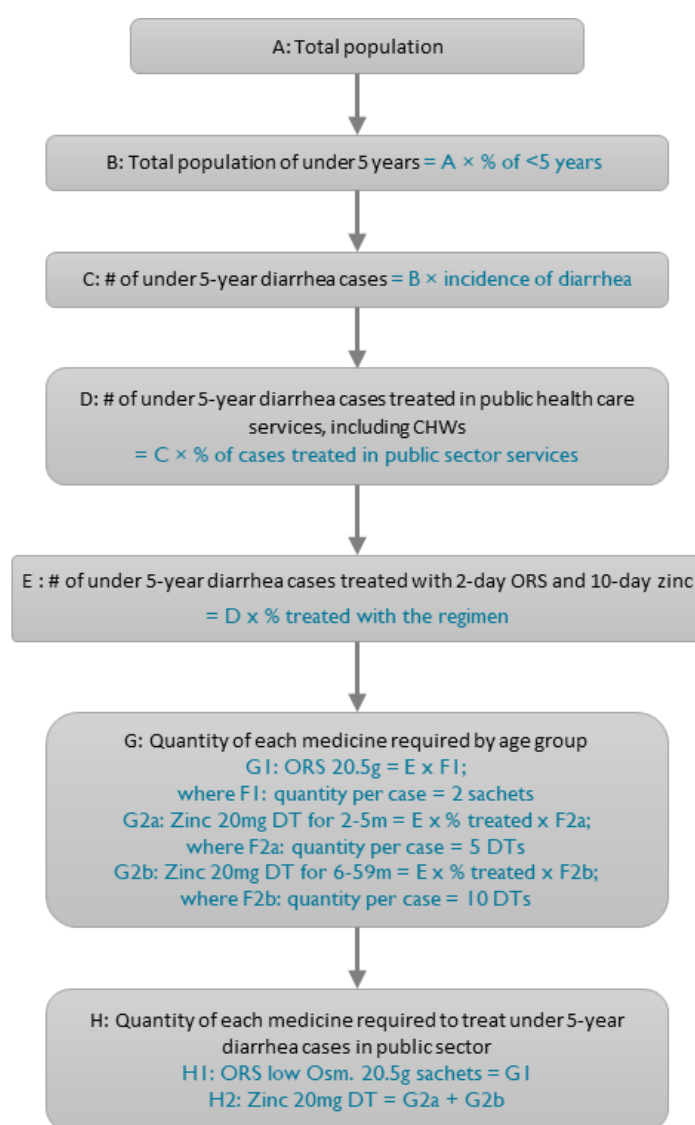 A: Total population
B: Total population of under 5 years = A × % of <5 years
C: # of under 5-year diarrhea cases = B × incidence of diarrhea
D: # of under 5-year diarrhea cases treated in public health care
services, including CHWs
= C × % of cases treated in public sector services
E : # of under 5-year diarrhea cases treated with 2-day ORS and 10-day zinc
= D x % treated with the regimen
G: Quantity of each medicine required by age group
G1: ORS 20.5g = E x F1;
where F1: quantity per case = 2 sachets
G2a: Zinc 20mg DT for 2-5m = E x % treated x F2a;
where F2a: quantity per case = 5 DTs
G2b: Zinc 20mg DT for 6-59m = E x % treated x F2b;
where F2b: quantity per case = 10 DTs
H: Quantity of each medicine required to treat under 5-year
diarrhea cases in public sector
H1: ORS low Osm. 20.5g sachets = G1
H2: Zinc 20mg DT = G2a + G2b